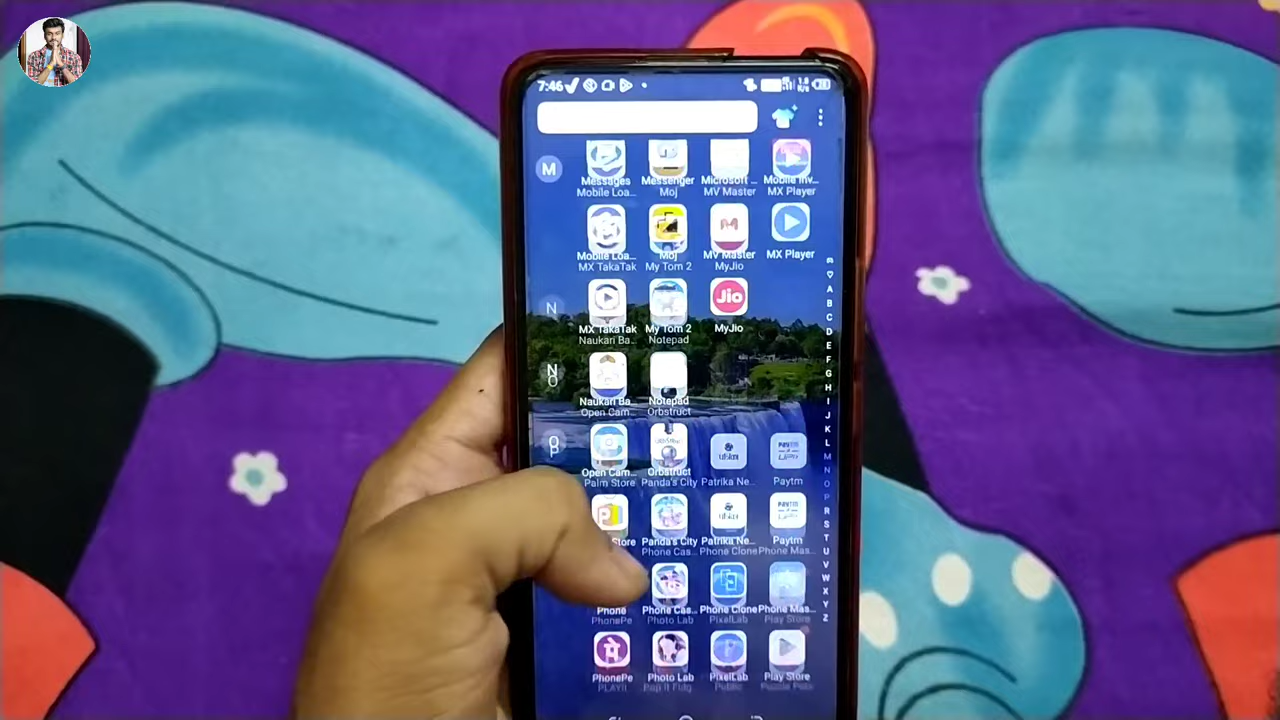 7:46
M
Messages Messenger Microsoft ... Mobile Inv...
Mobile Loa... Moj MV Master MX Player
Mobile Loa... Moj MV Master MX Player
MX TakaTak My Tom 2 MyJio
N
Jio
MX TakaTak My Tom 2 MyJio
Naukari Ba... Notepad
N
O
Naukari Ba... Notepad
Open Cam... Orbstruct
P
Open Cam... Orbstruct Patrika Ne... Paytm
Palm Store Panda's City
Store Panda's City Patrika Ne... Paytm
Phone Cas... Phone Clone Phone Mas...
Phone Phone Cas... Phone Clone Phone Mas...
PhonePe Photo Lab PixelLab Play Store
PhonePe Photo Lab PixelLab Play Store
A
B
C
D
E
F
G
H
I
J
K
L
M
N
O
P
R
S
T
U
V
W
X
Y
Z